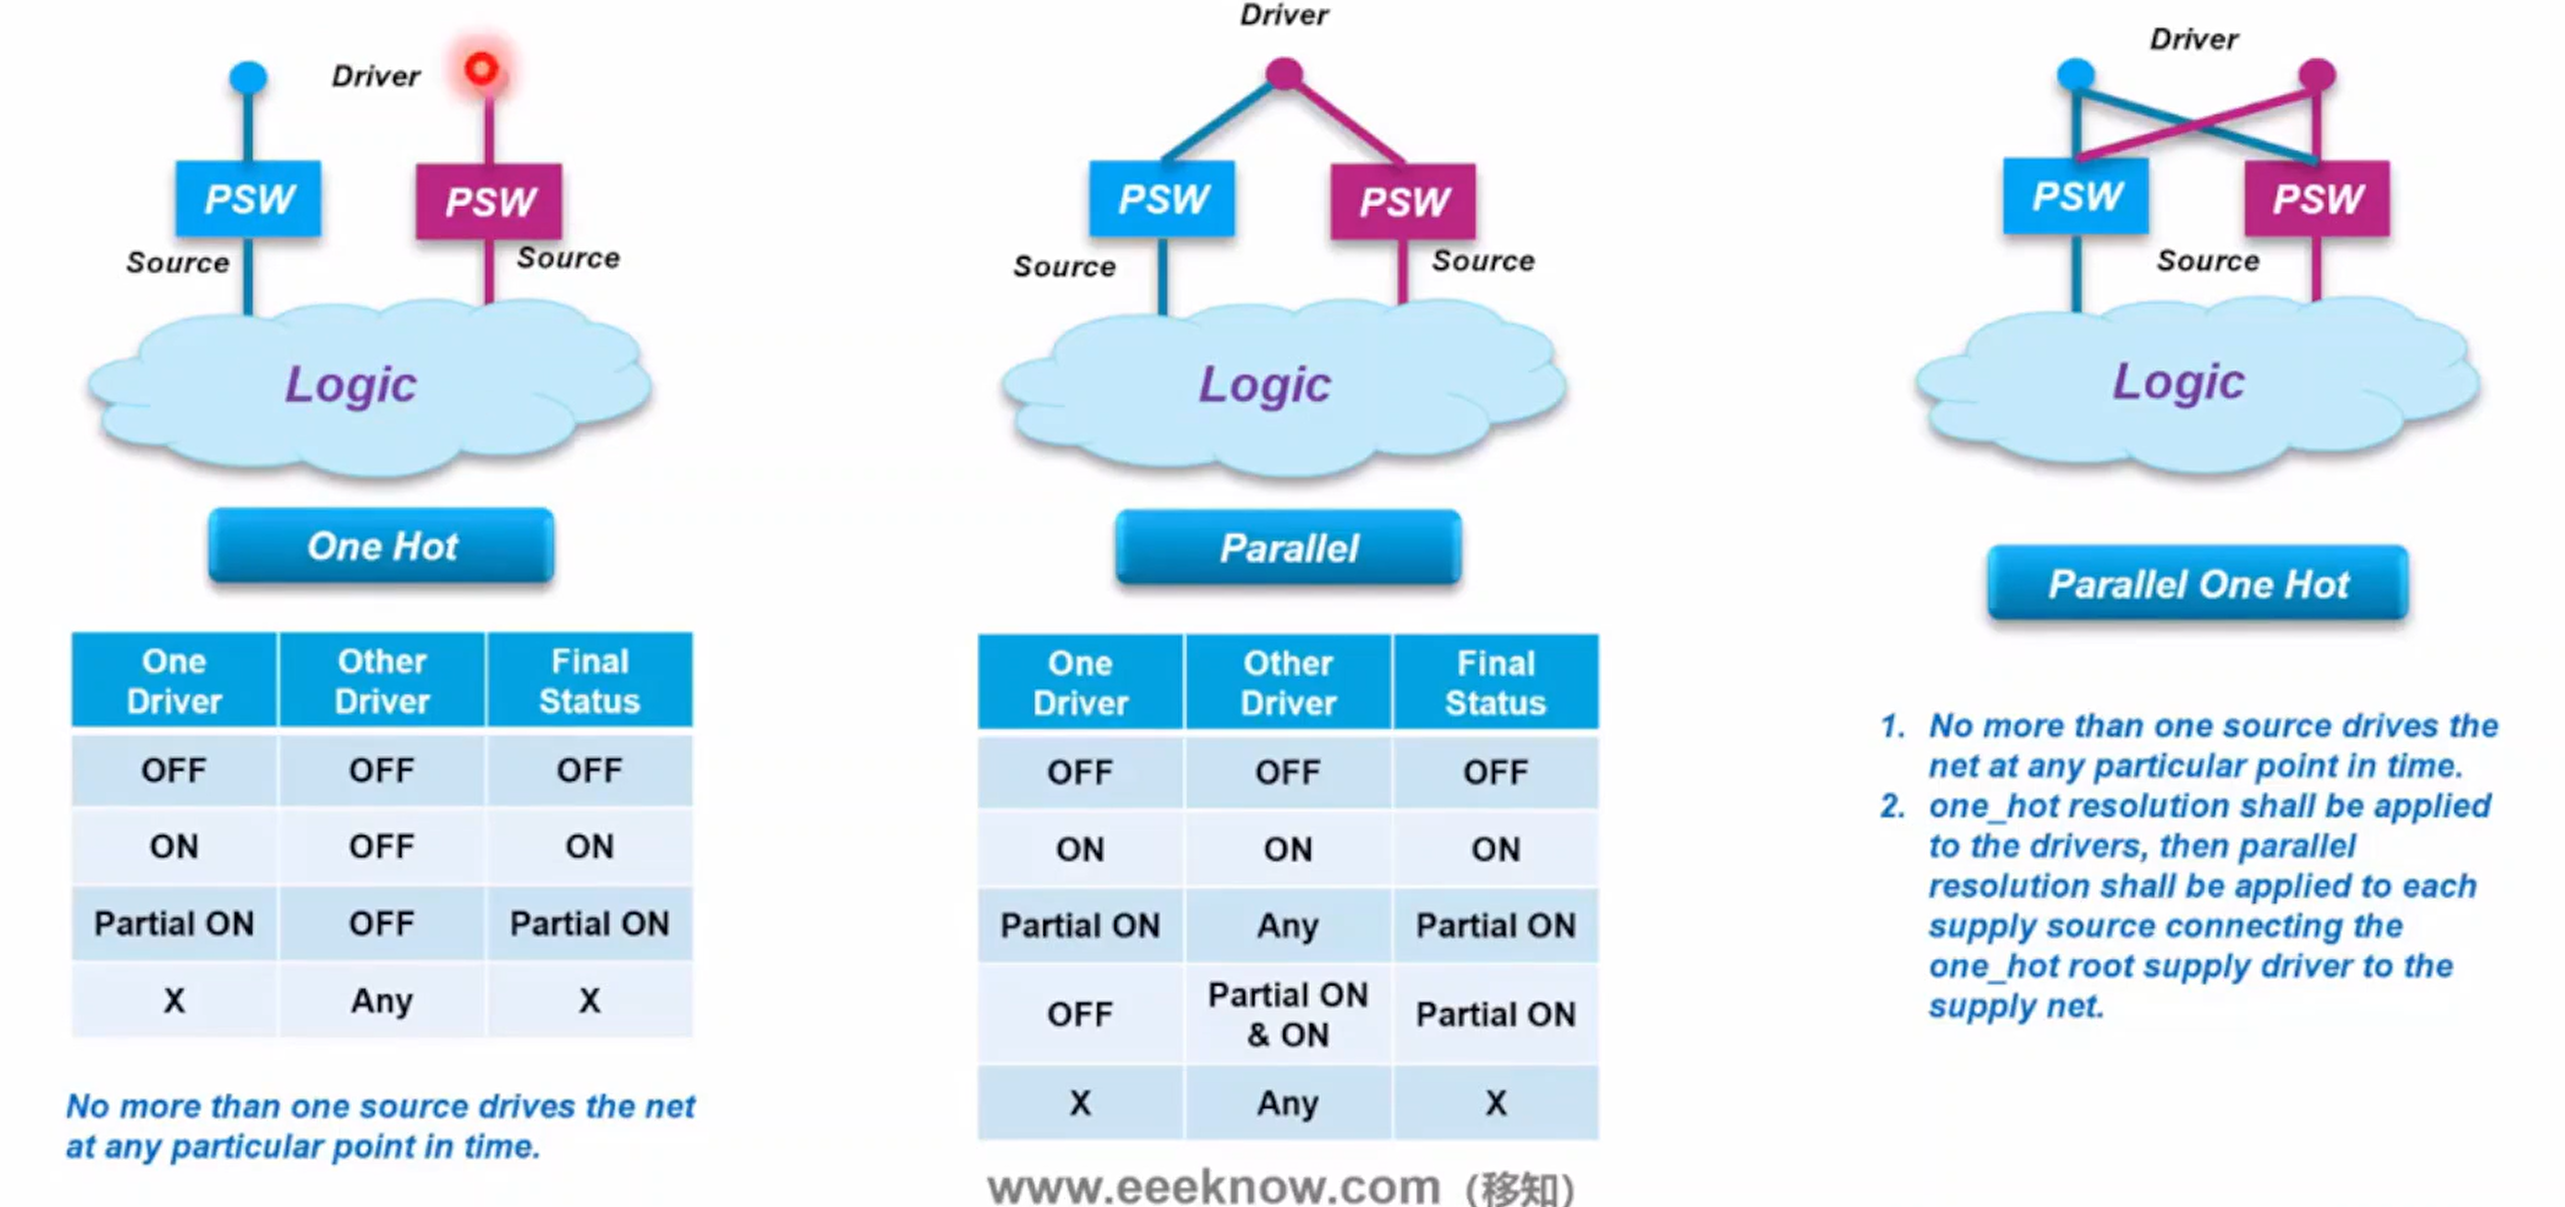 Driver
PSW
PSW
Source
Source
Logic
One Hot
One
Driver
Other
Driver
Final
Status
OFF
OFF
OFF
ON
OFF
ON
Partial ON
OFF
Partial ON
X
Any
X
No more than one source drives the net
at any particular point in time.
Driver
PSW
PSW
Source
Source
Logic
Parallel
One
Driver
Other
Driver
Final
Status
OFF
OFF
OFF
ON
ON
ON
Partial ON
Any
Partial ON
OFF
Partial ON
& ON
Partial ON
X
Any
X
www.eeeknow.com（移知）
Driver
PSW
PSW
Source
Logic
Parallel One Hot
1. No more than one source drives the
net at any particular point in time.
2. one_hot resolution shall be applied
to the drivers, then parallel
resolution shall be applied to each
supply source connecting the
one_hot root supply driver to the
supply net.